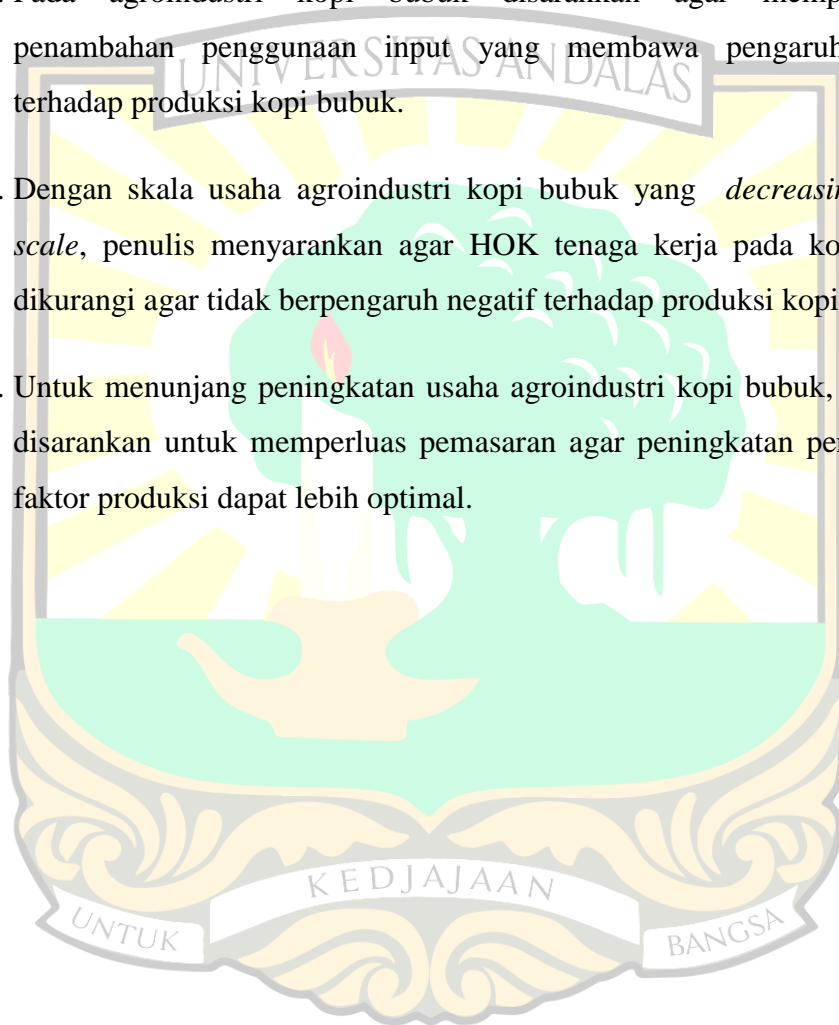 . Pada agroindustri kopi bubuk disarankan agar memp
penambahan penggunaan input yang membawa pengaruh
terhadap produksi kopi bubuk.
. Dengan skala usaha agroindustri kopi bubuk yang decreasin
scale, penulis menyarankan agar HOK tenaga kerja pada ko
dikurangi agar tidak berpengaruh negatif terhadap produksi kopi
. Untuk menunjang peningkatan usaha agroindustri kopi bubuk,
disarankan untuk memperluas pemasaran agar peningkatan pe
faktor produksi dapat lebih optimal.
UNIVERSITAS ANDALAS
KEDJAJAAN
UNTUK
BANGSA